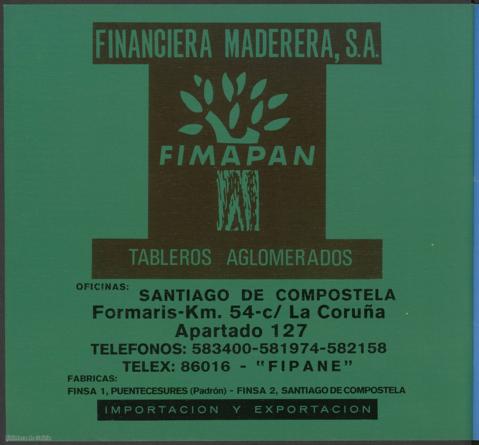 FINANCIERA MADERERA, S.A.
FIMAPAN
TABLEROS AGLOMERADOS
OFICINAS: SANTIAGO DE COMPOSTELA
Formaris-Km. 54-c/ La Coruña
Apartado 127
TELEFONOS: 583400-581974-582158
TELEX: 86016 - "FIPANE"
FABRICAS:
FINSA 1, PUENTECESURES (Padrón) - FINSA 2, SANTIAGO DE COMPOSTELA
IMPORTACION Y EXPORTACION